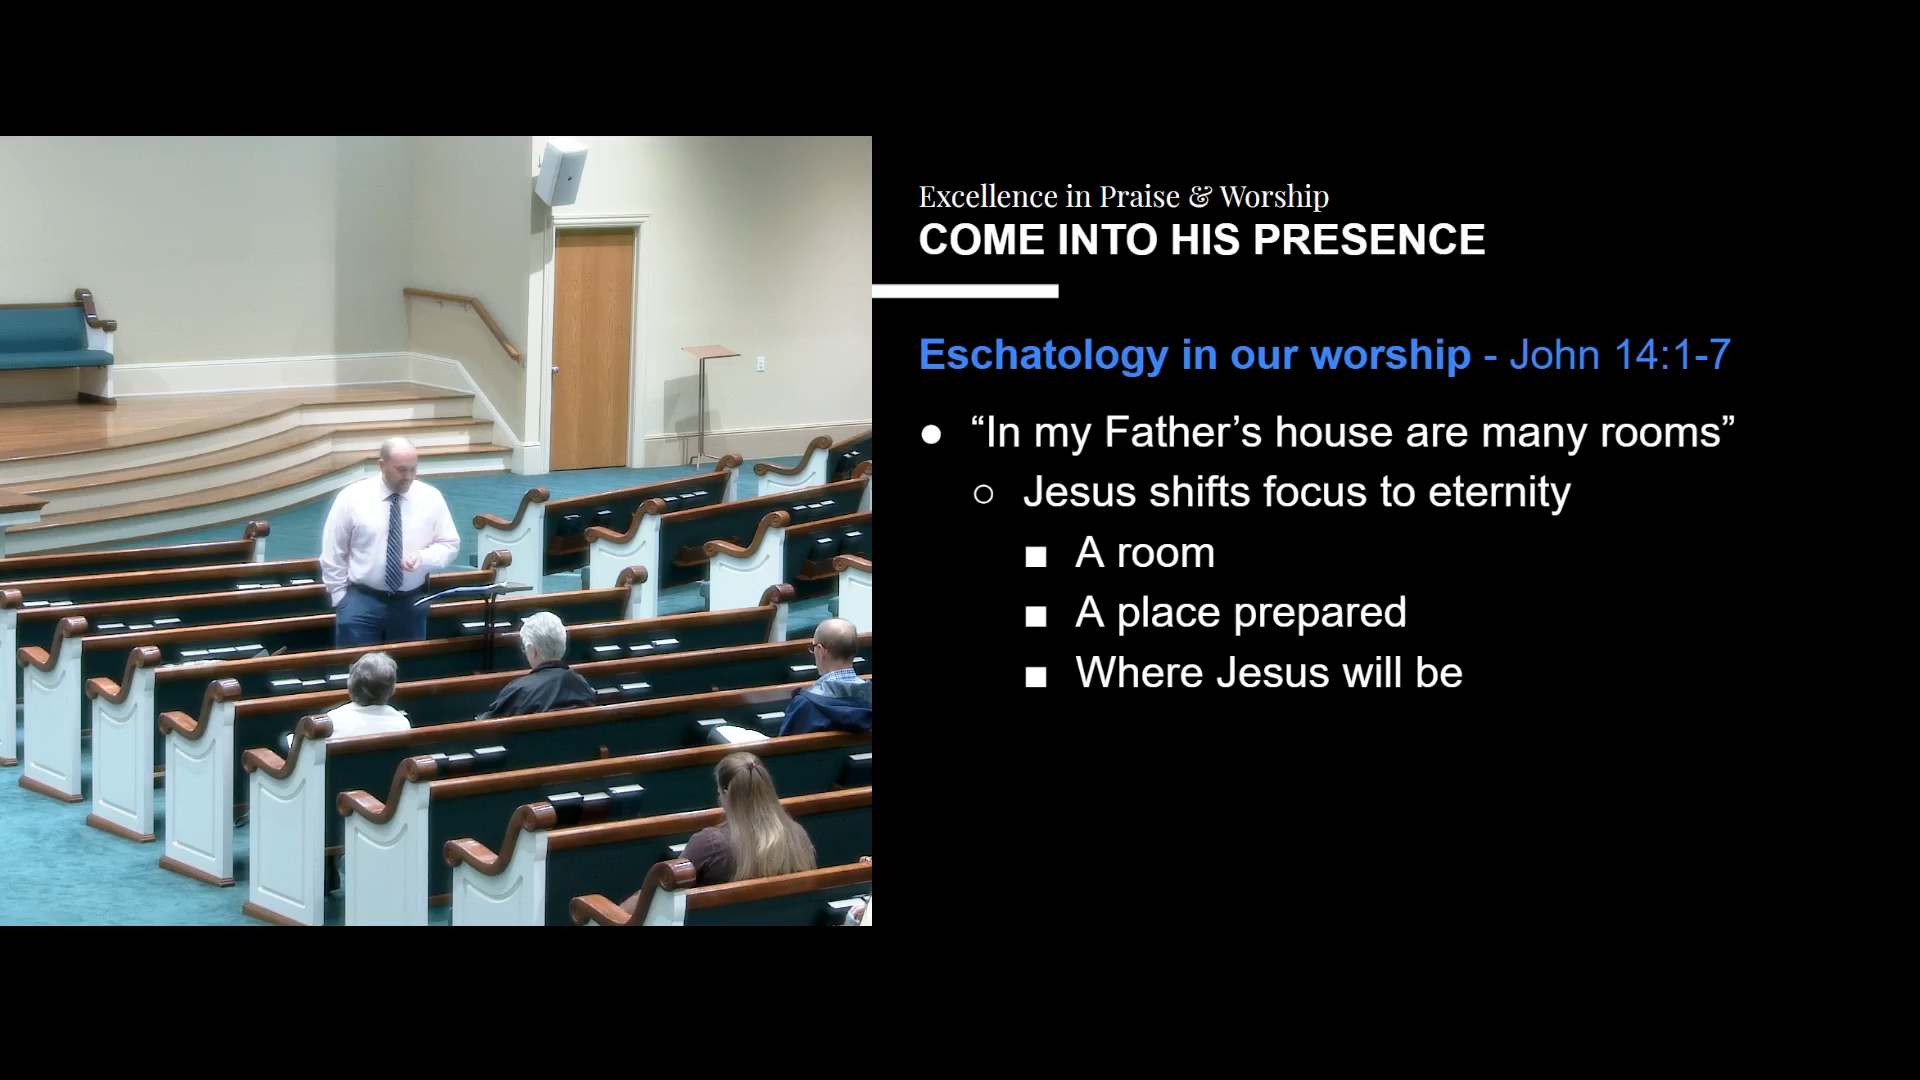 Excellence in Praise & Worship
COME INTO HIS PRESENCE
Eschatology in our worship - John 14:1-7
● “In my Father’s house are many rooms”
○ Jesus shifts focus to eternity
■ A room
■ A place prepared
■ Where Jesus will be